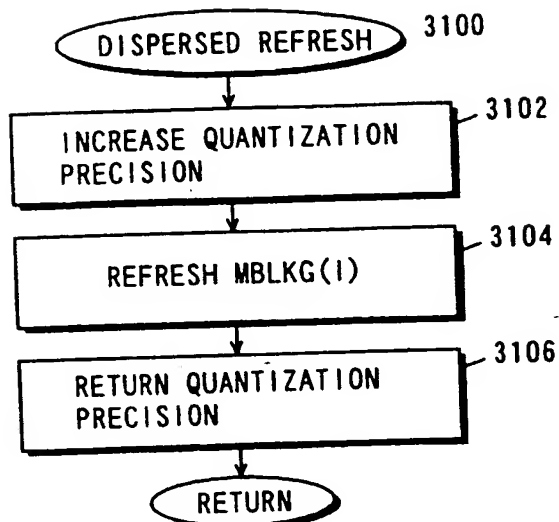 DISPERSED REFRESH
3100
INCREASE QUANTIZATION
PRECISION
3102
REFRESH MBLKG(I)
3104
RETURN QUANTIZATION
PRECISION
3106
RETURN